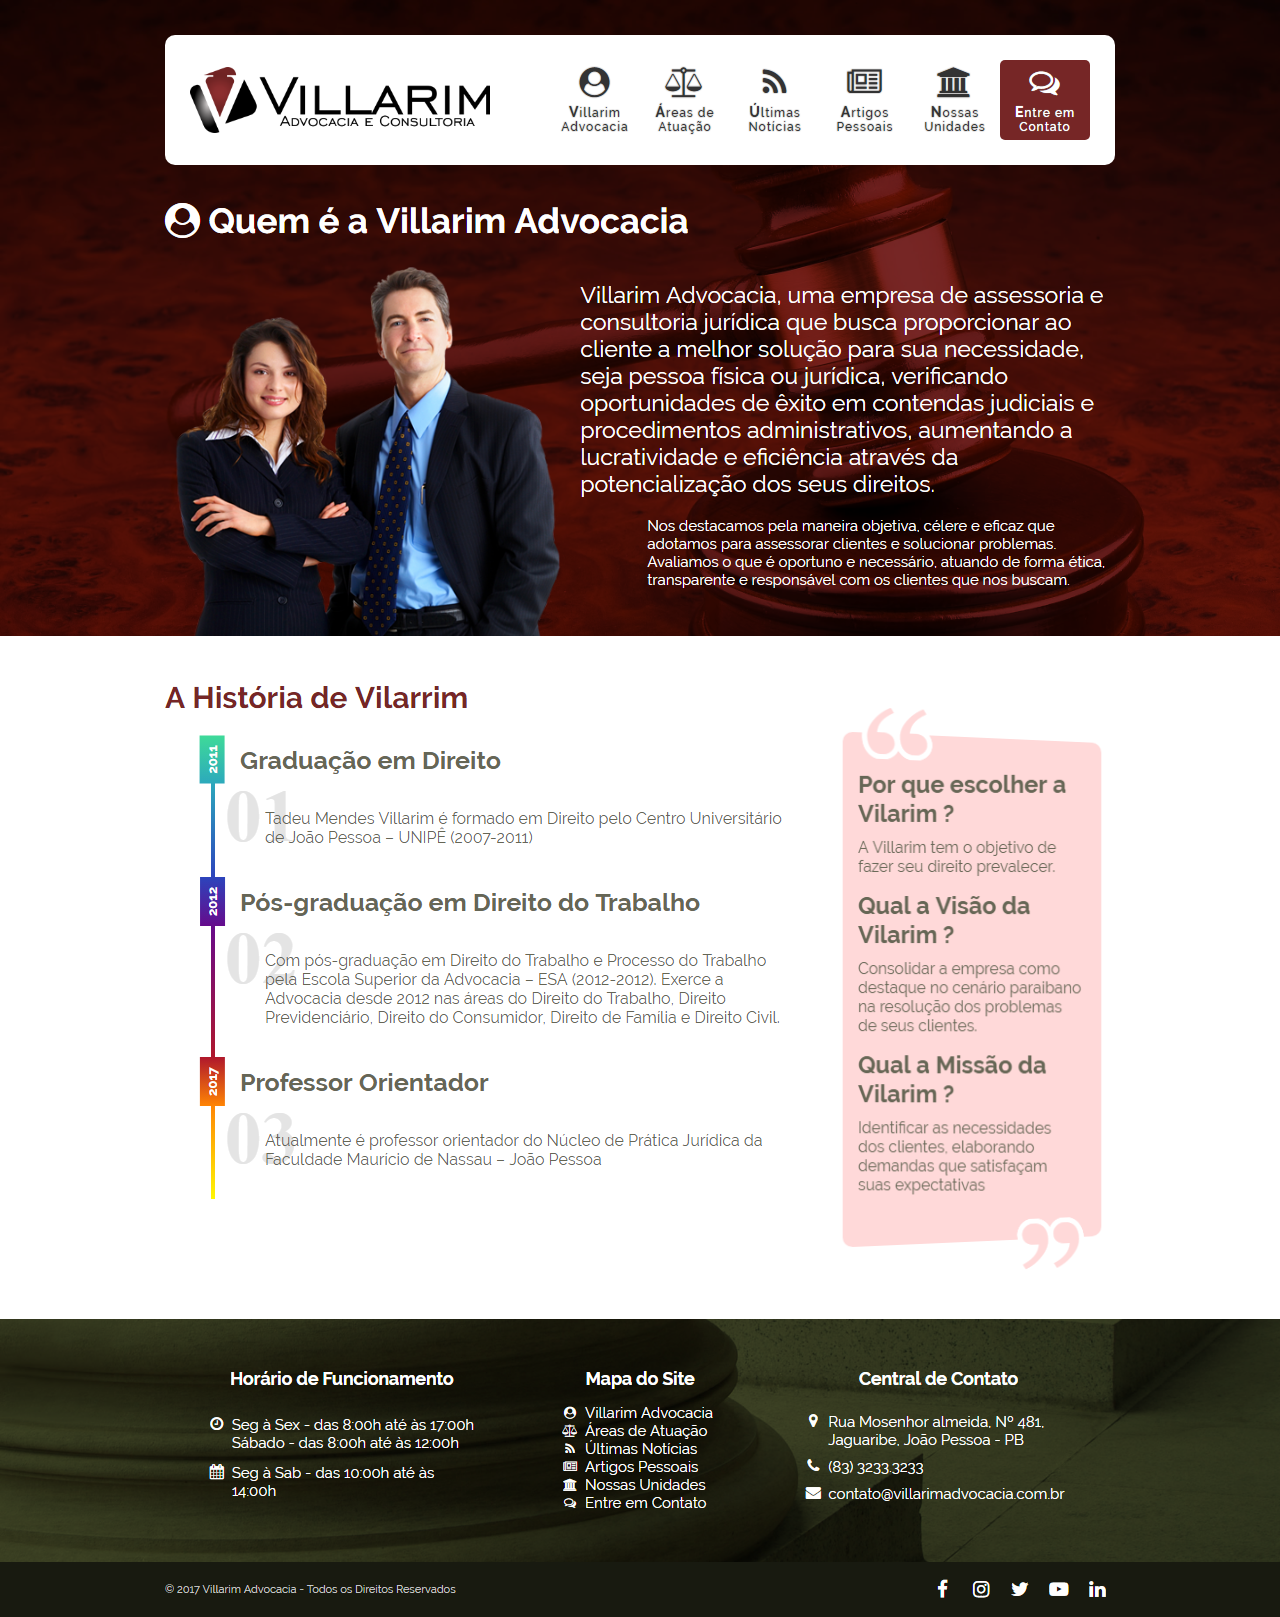 VILLARIM
ADVOCACIA E CONSULTORIA
Villarim
Advocacia
Áreas de
Atuação
Últimas
Notícias
Artigos
Pessoais
Nossas
Unidades
Entre em
Contato
Quem é a Villarim Advocacia
Villarim Advocacia, uma empresa de assessoria e
consultoria jurídica que busca proporcionar ao
cliente a melhor solução para sua necessidade,
seja pessoa física ou jurídica, verificando
oportunidades de êxito em contendas judiciais e
procedimentos administrativos, aumentando a
lucratividade e eficiência através da
potencialização dos seus direitos.
Nos destacamos pela maneira objetiva, célere e eficaz que
adotamos para assessorar clientes e solucionar problemas.
Avaliamos o que é oportuno e necessário, atuando de forma ética,
transparente e responsável com os clientes que nos buscam.
A História de Vilarrim
2011
Graduação em Direito
01
Tadeu Mendes Villarim é formado em Direito pelo Centro Universitário
de João Pessoa – UNIPÊ (2007-2011)
2012
Pós-graduação em Direito do Trabalho
02
Com pós-graduação em Direito do Trabalho e Processo do Trabalho
pela Escola Superior da Advocacia – ESA (2012-2012). Exerce a
Advocacia desde 2012 nas áreas do Direito do Trabalho, Direito
Previdenciário, Direito do Consumidor, Direito de Família e Direito Civil.
2017
Professor Orientador
03
Atualmente é professor orientador do Núcleo de Prática Jurídica da
Faculdade Maurício de Nassau – João Pessoa
Por que escolher a
Vilarim ?
A Villarim tem o objetivo de
fazer seu direito prevalecer.
Qual a Visão da
Vilarim ?
Consolidar a empresa como
destaque no cenário paraibano
na resolução dos problemas
de seus clientes.
Qual a Missão da
Vilarim ?
Identificar as necessidades
dos clientes, elaborando
demandas que satisfaçam
suas expectativas
Horário de Funcionamento
Seg à Sex - das 8:00h até às 17:00h
Sábado - das 8:00h até às 12:00h
Seg à Sab - das 10:00h até às
14:00h
Mapa do Site
Villarim Advocacia
Áreas de Atuação
Últimas Notícias
Artigos Pessoais
Nossas Unidades
Entre em Contato
Central de Contato
Rua Mosenhor almeida, Nº 481,
Jaguaribe, João Pessoa - PB
(83) 3233.3233
contato@villarimadvocacia.com.br
© 2017 Villarim Advocacia - Todos os Direitos Reservados